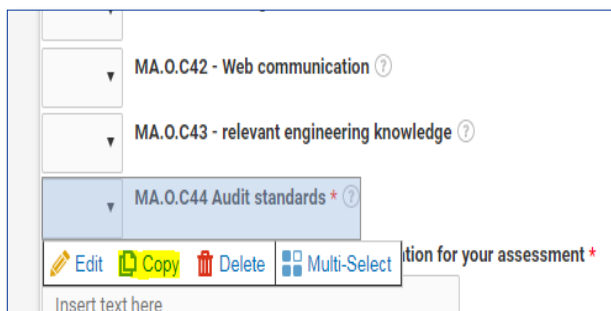 MA.O.C42 - Web communication ?
MA.O.C43 - relevant engineering knowledge ?
MA.O.C44 Audit standards * ?
Edit Copy Delete Multi-Select
for your assessment *
Insert text here